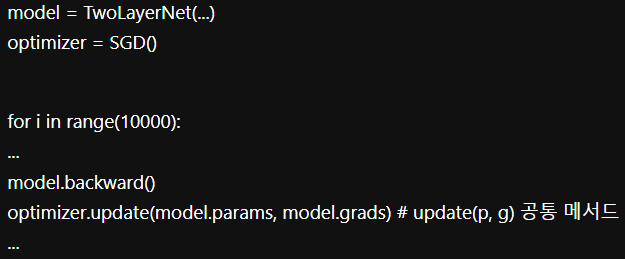 model = TwoLayerNet(...)
optimizer = SGD()
for i in range(10000):
...
model.backward()
optimizer.update(model.params, model.grads) # update(p, g) 공통 메서드
...